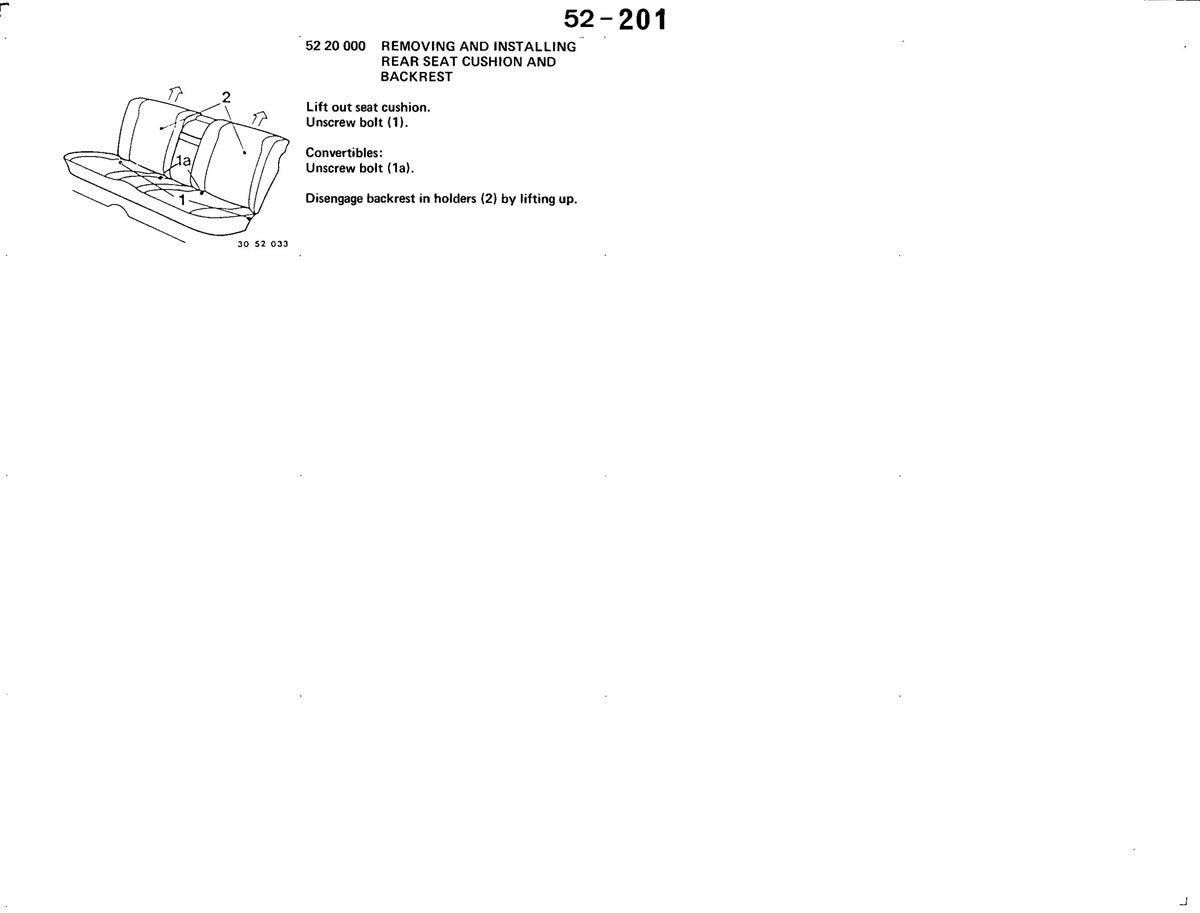 52-201
52 20 000 REMOVING AND INSTALLING
REAR SEAT CUSHION AND
BACKREST
Lift out seat cushion.
Unscrew bolt (1).
Convertibles:
Unscrew bolt (1a).
Disengage backrest in holders (2) by lifting up.
2
1a
1
30 52 033